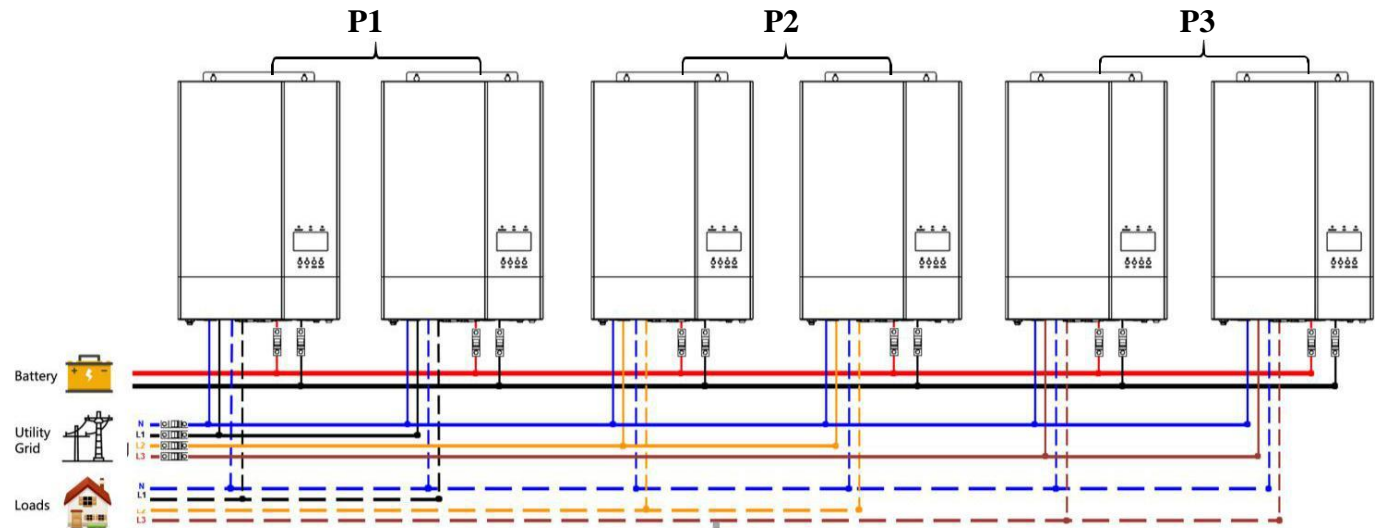 P1 P2 P3
Battery
+ -
Utility
Grid
N
L1
L2
L3
Loads
N
L1
L2
L3